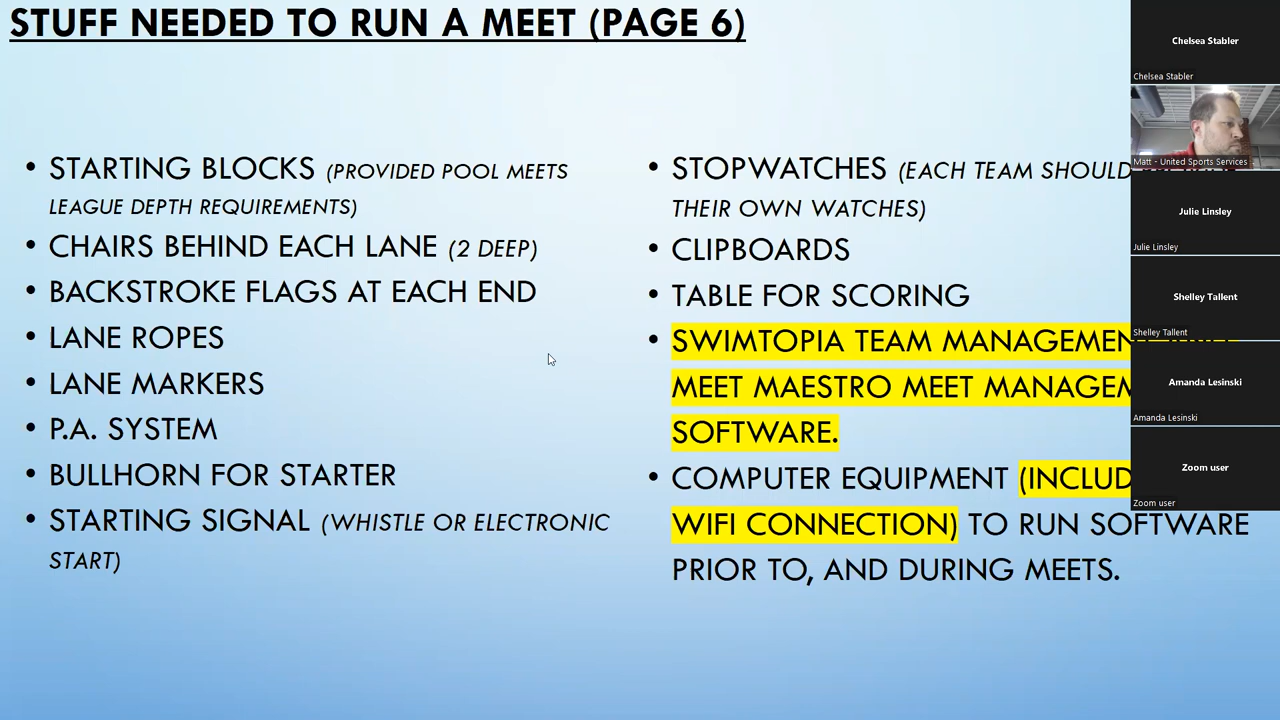 STUFF NEEDED TO RUN A MEET (PAGE 6)
• STARTING BLOCKS (PROVIDED POOL MEETS
LEAGUE DEPTH REQUIREMENTS)
• CHAIRS BEHIND EACH LANE (2 DEEP)
• BACKSTROKE FLAGS AT EACH END
• LANE ROPES
• LANE MARKERS
• P.A. SYSTEM
• BULLHORN FOR STARTER
• STARTING SIGNAL (WHISTLE OR ELECTRONIC
START)
• STOPWATCHES (EACH TEAM SHOULD
THEIR OWN WATCHES)
• CLIPBOARDS
• TABLE FOR SCORING
• SWIMTOPIA TEAM
MEET MAESTRO MEET
SOFTWARE.
• COMPUTER EQUIPMENT
WIFI CONNECTION) TO RUN SOFTWARE
PRIOR TO, AND DURING MEETS.
Chelsea Stabler
Chelsea Stabler
Matt - United Sports Services
Julie Linsley
Julie Linsley
Shelley Tallent
Shelley Tallent
Amanda Lesinski
Amanda Lesinski
Zoom user
Zoom user